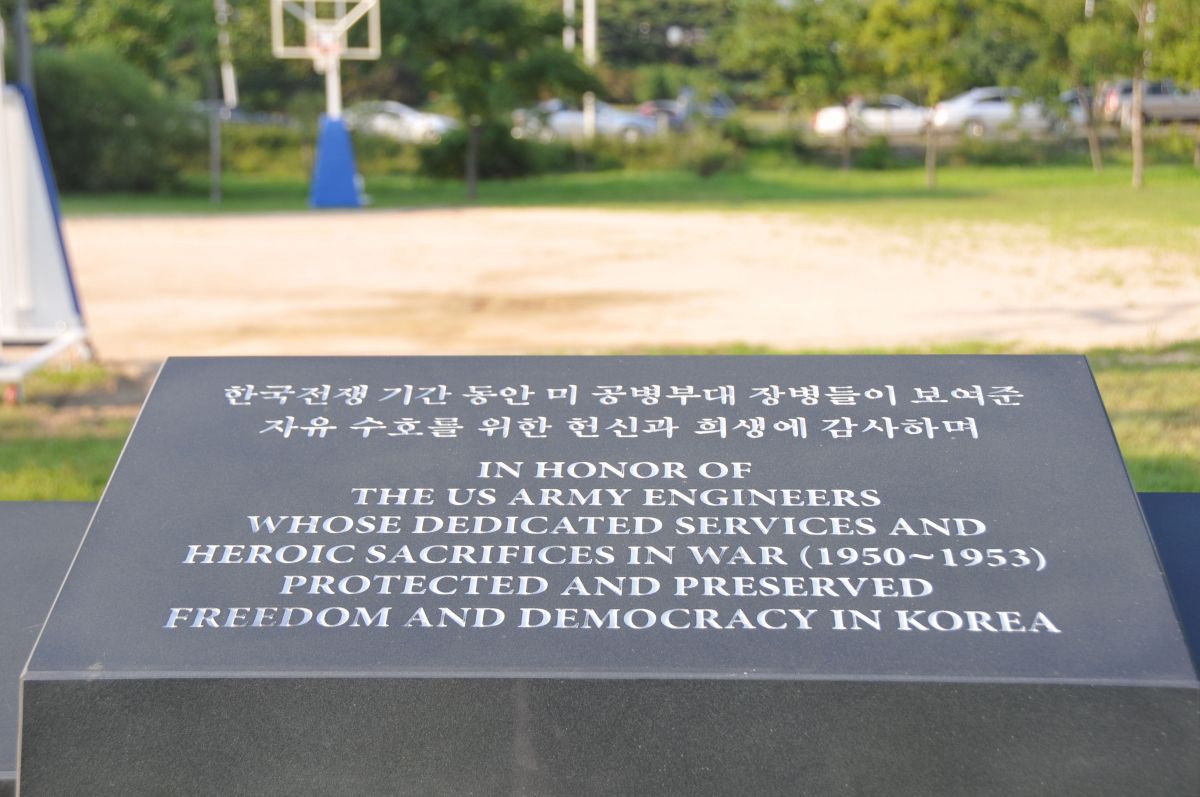 한국전쟁 기간 동안 미 공병부대 장병들이 보여준
자유 수호를 위한 헌신과 희생에 감사하며
IN HONOR OF
THE US ARMY ENGINEERS
WHOSE DEDICATED SERVICES AND
HEROIC SACRIFICES IN WAR (1950~1953)
PROTECTED AND PRESERVED
FREEDOM AND DEMOCRACY IN KOREA